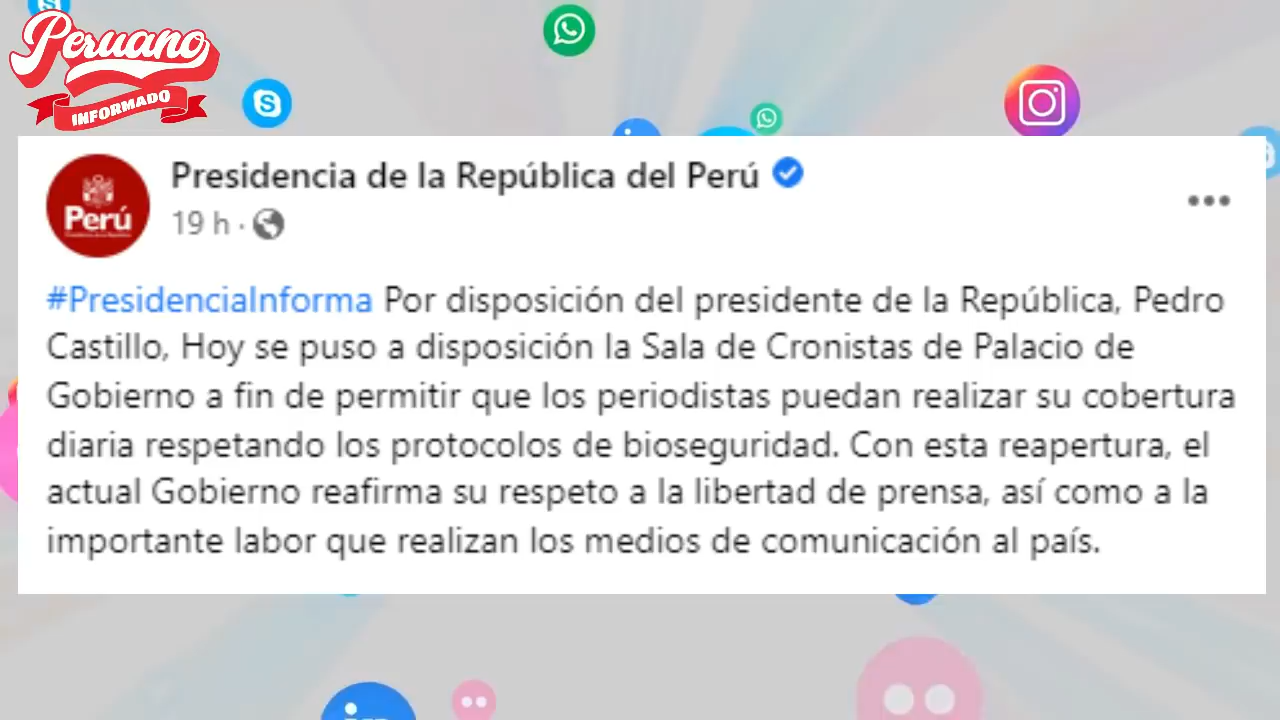 Peruano
INFORMADO
Perú
Presidencia de la República del Perú
19 h ·
#PresidenciaInforma Por disposición del presidente de la República, Pedro
Castillo, Hoy se puso a disposición la Sala de Cronistas de Palacio de
Gobierno a fin de permitir que los periodistas puedan realizar su cobertura
diaria respetando los protocolos de bioseguridad. Con esta reapertura, el
actual Gobierno reafirma su respeto a la libertad de prensa, así como a la
importante labor que realizan los medios de comunicación al país.
in